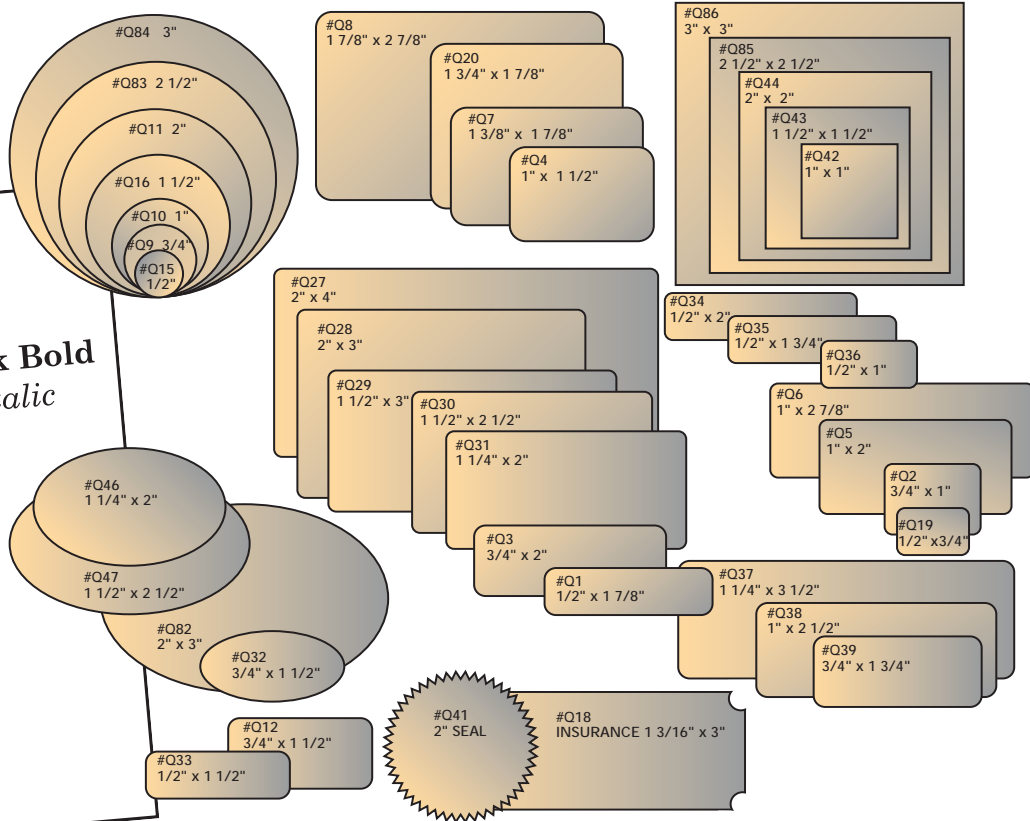 #Q84 3"
#Q83 2 1/2"
#Q11 2"
#Q16 1 1/2"
#Q10 1"
#Q9 3/4"
#Q15
1/2"
#Q8
1 7/8" x 2 7/8"
#Q20
1 3/4" x 1 7/8"
#Q7
1 3/8" x 1 7/8"
#Q4
1" x 1 1/2"
#Q86
3" x 3"
#Q85
2 1/2" x 2 1/2"
#Q44
2" x 2"
#Q43
1 1/2" x 1 1/2"
#Q42
1" x 1"
#Q27
2" x 4"
#Q28
2" x 3"
#Q29
1 1/2" x 3"
#Q30
1 1/2" x 2 1/2"
#Q31
1 1/4" x 2"
#Q3
3/4" x 2"
#Q1
1/2" x 1 7/8"
#Q34
1/2" x 2"
#Q35
1/2" x 1 3/4"
#Q36
1/2" x 1"
#Q6
1" x 2 7/8"
#Q5
1" x 2"
#Q2
3/4" x 1"
#Q19
1/2" x3/4"
#Q37
1 1/4" x 3 1/2"
#Q38
1" x 2 1/2"
#Q39
3/4" x 1 3/4"
k Bold
alic
#Q46
1 1/4" x 2"
#Q47
1 1/2" x 2 1/2"
#Q82
2" x 3"
#Q32
3/4" x 1 1/2"
#Q12
3/4" x 1 1/2"
#Q33
1/2" x 1 1/2"
#Q41
2" SEAL
#Q18
INSURANCE 1 3/16" x 3"